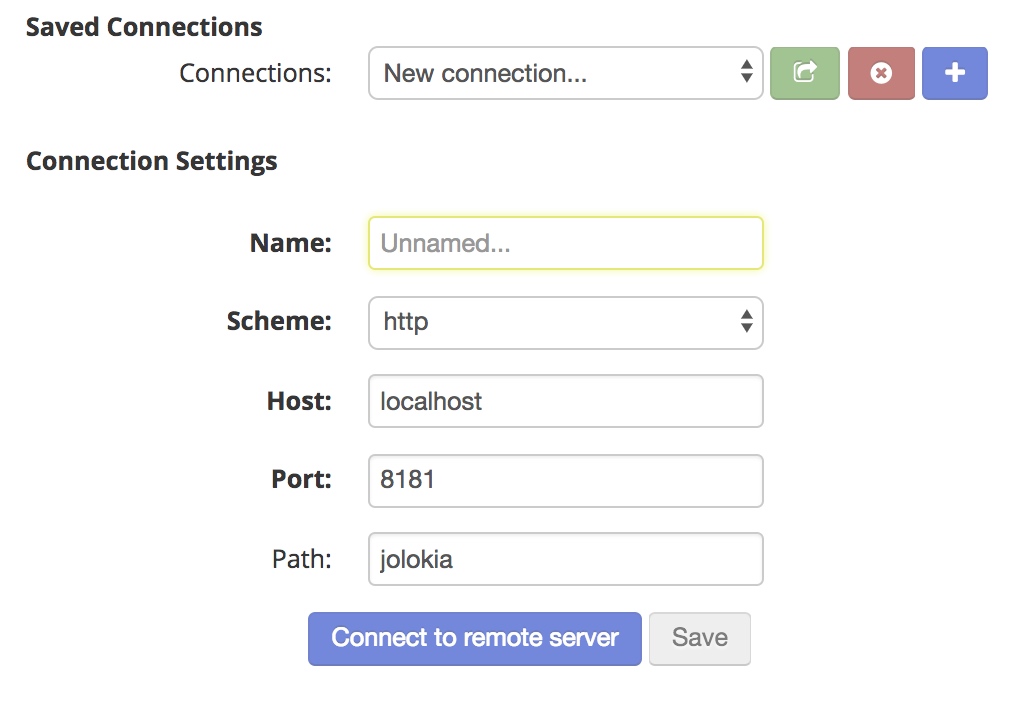 Saved Connections
Connections: New connection...
Connection Settings
Name: Unnamed...
Scheme: http
Host: localhost
Port: 8181
Path: jolokia
Connect to remote server Save